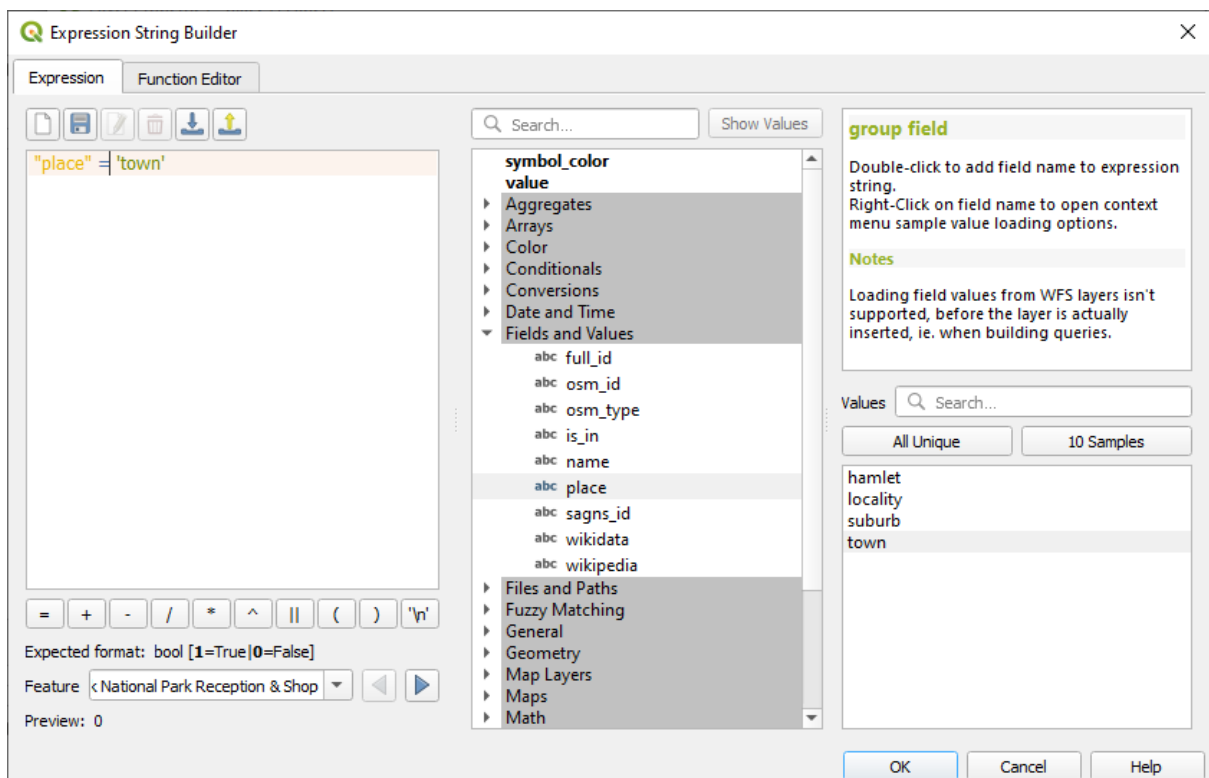 Expression String Builder
Expression
Function Editor
"place" = 'town'
= + - / * ^ || ( ) '\n'
Expected format: bool [1=True|0=False]
Feature
‹ National Park Reception & Shop
Preview: 0
Search...
Show Values
symbol_color
value
Aggregates
Arrays
Color
Conditionals
Conversions
Date and Time
Fields and Values
abc full_id
abc osm_id
abc osm_type
abc is_in
abc name
abc place
abc sagns_id
abc wikidata
abc wikipedia
Files and Paths
Fuzzy Matching
General
Geometry
Map Layers
Maps
Math
group field
Double-click to add field name to expression
string.
Right-Click on field name to open context
menu sample value loading options.
Notes
Loading field values from WFS layers isn't
supported, before the layer is actually
inserted, ie. when building queries.
Values
Search...
All Unique
10 Samples
hamlet
locality
suburb
town
OK
Cancel
Help